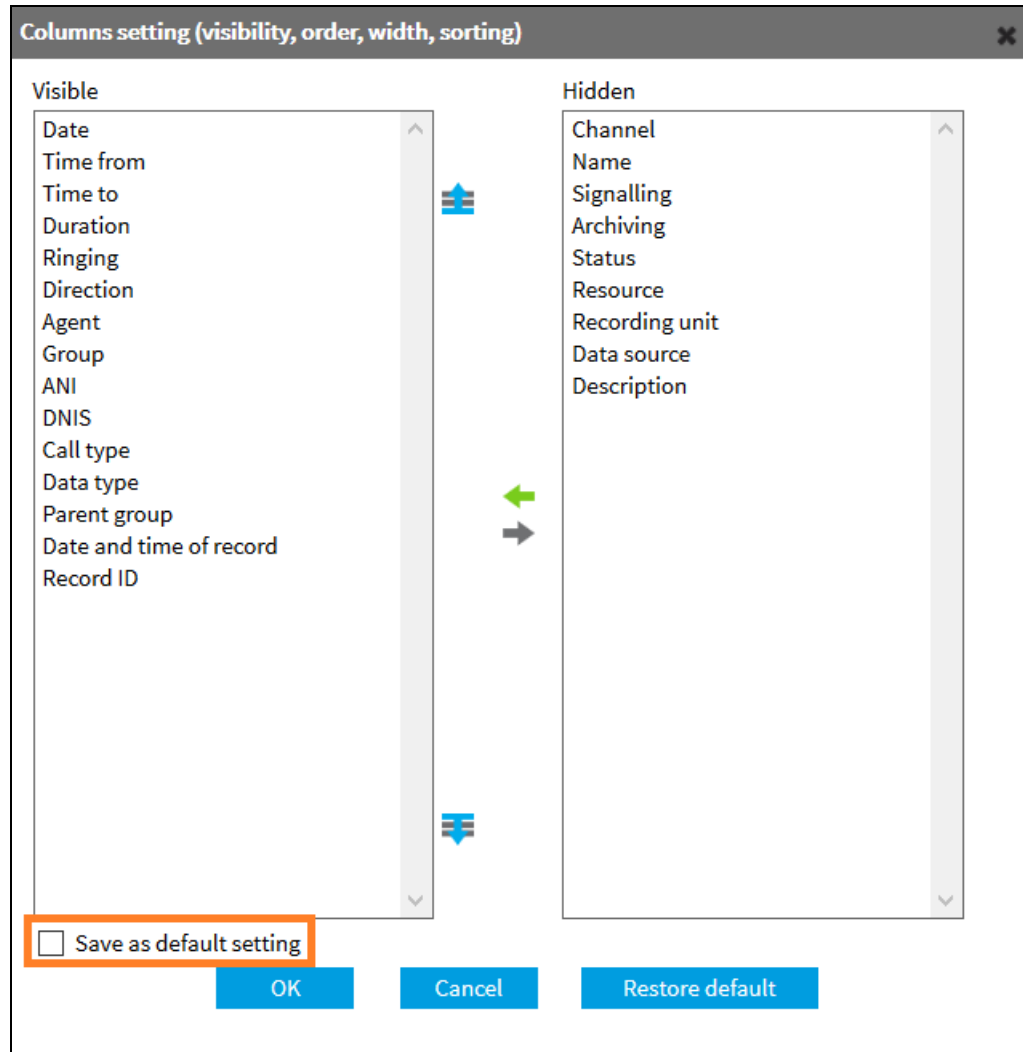 Columns setting (visibility, order, width, sorting)
Visible
Date
Time from
Time to
Duration
Ringing
Direction
Agent
Group
ANI
DNIS
Call type
Data type
Parent group
Date and time of record
Record ID
Hidden
Channel
Name
Signalling
Archiving
Status
Resource
Recording unit
Data source
Description
Save as default setting
OK
Cancel
Restore default